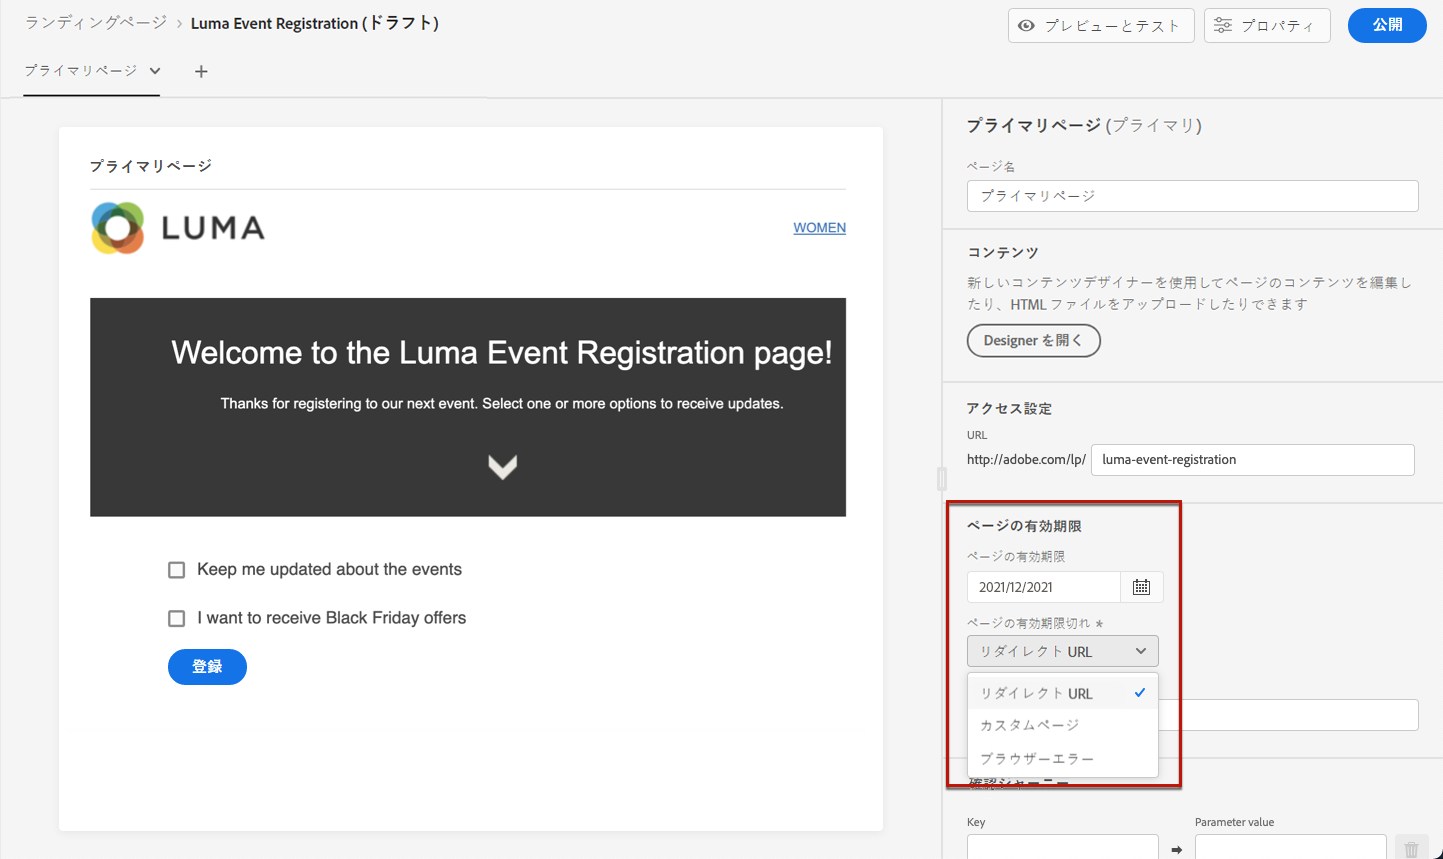 ランディングページ > Luma Event Registration (ドラフト)
プレビューとテスト
プロパティ
公開
プライマリページ
プライマリページ
LUMA
WOMEN
Welcome to the Luma Event Registration page!
Thanks for registering to our next event. Select one or more options to receive updates.
Keep me updated about the events
I want to receive Black Friday offers
登録
プライマリページ (プライマリ)
ページ名
プライマリページ
コンテンツ
新しいコンテンツデザイナーを使用してページのコンテンツを編集し
たり、HTML ファイルをアップロードしたりできます
Designer を開く
アクセス設定
URL
http://adobe.com/lp/ luma-event-registration
ページの有効期限
ページの有効期限
2021/12/2021
ページの有効期限切れ *
リダイレクト URL
リダイレクト URL
カスタムページ
ブラウザーエラー
Key
Parameter value